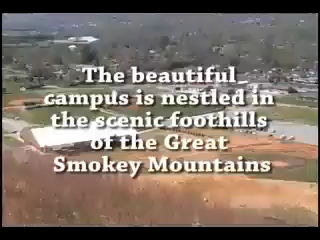 The beautiful
campus is nestled in
the scenic foothills
of the Great
Smokey Mountains